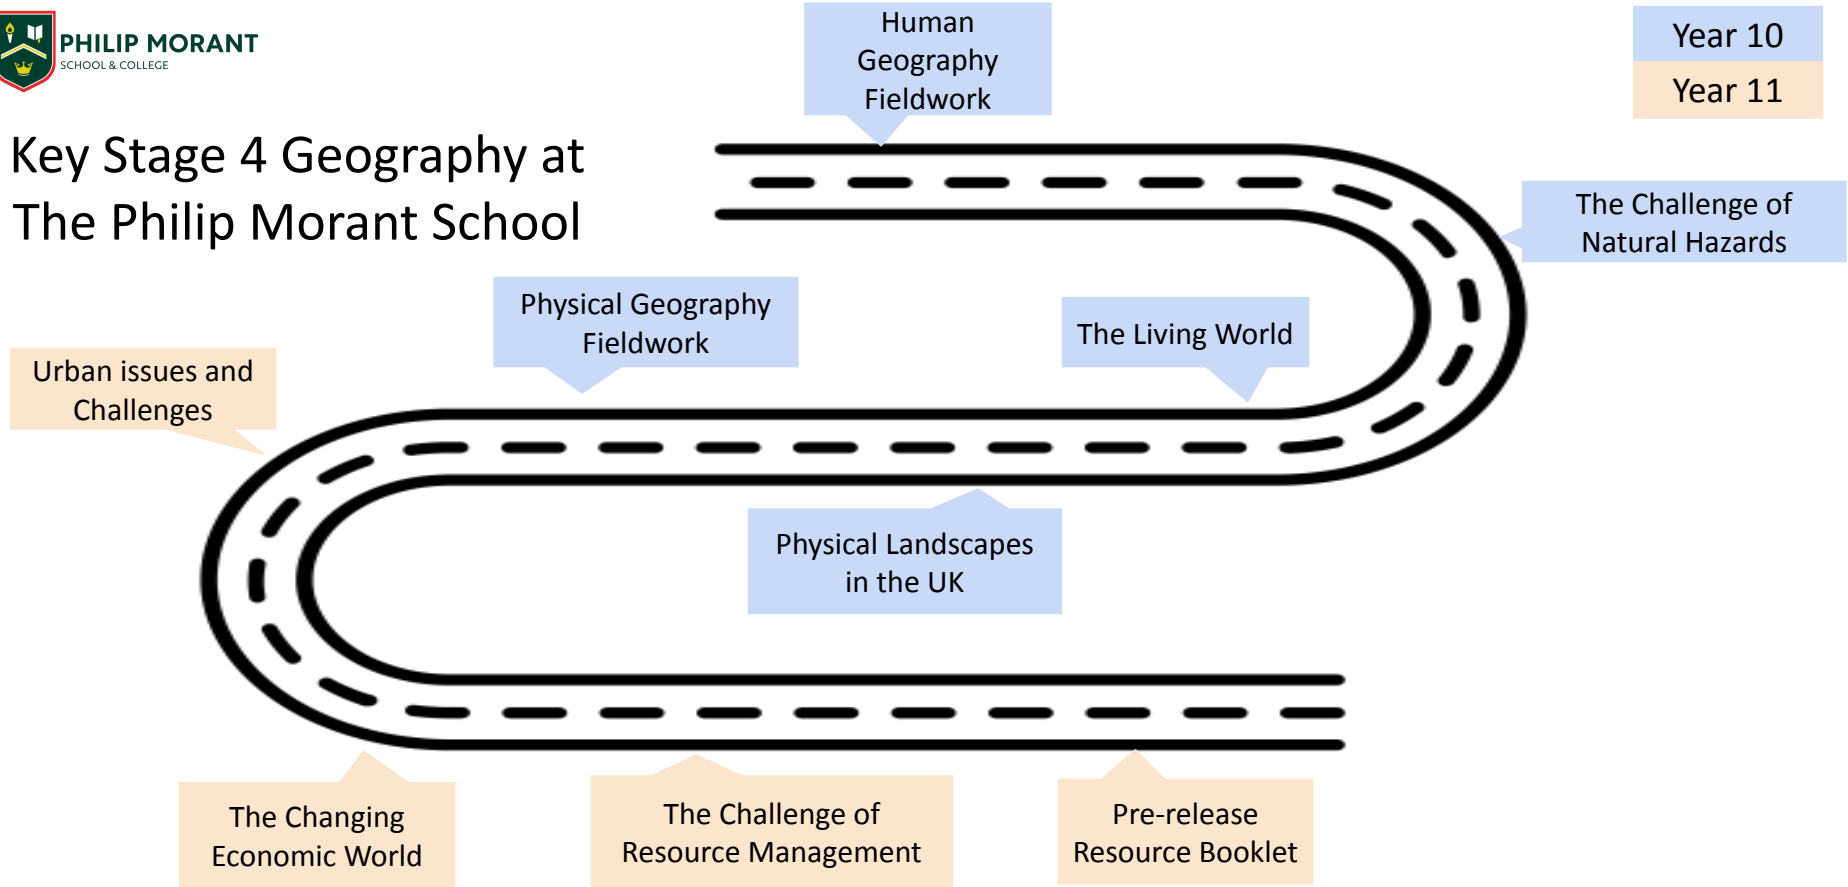 PHILIP MORANT
SCHOOL & COLLEGE
Key Stage 4 Geography at
The Philip Morant School
Year 10
Year 11
Human
Geography
Fieldwork
The Challenge of
Natural Hazards
The Living World
Physical Landscapes
in the UK
Physical Geography
Fieldwork
Urban issues and
Challenges
The Changing
Economic World
The Challenge of
Resource Management
Pre-release
Resource Booklet